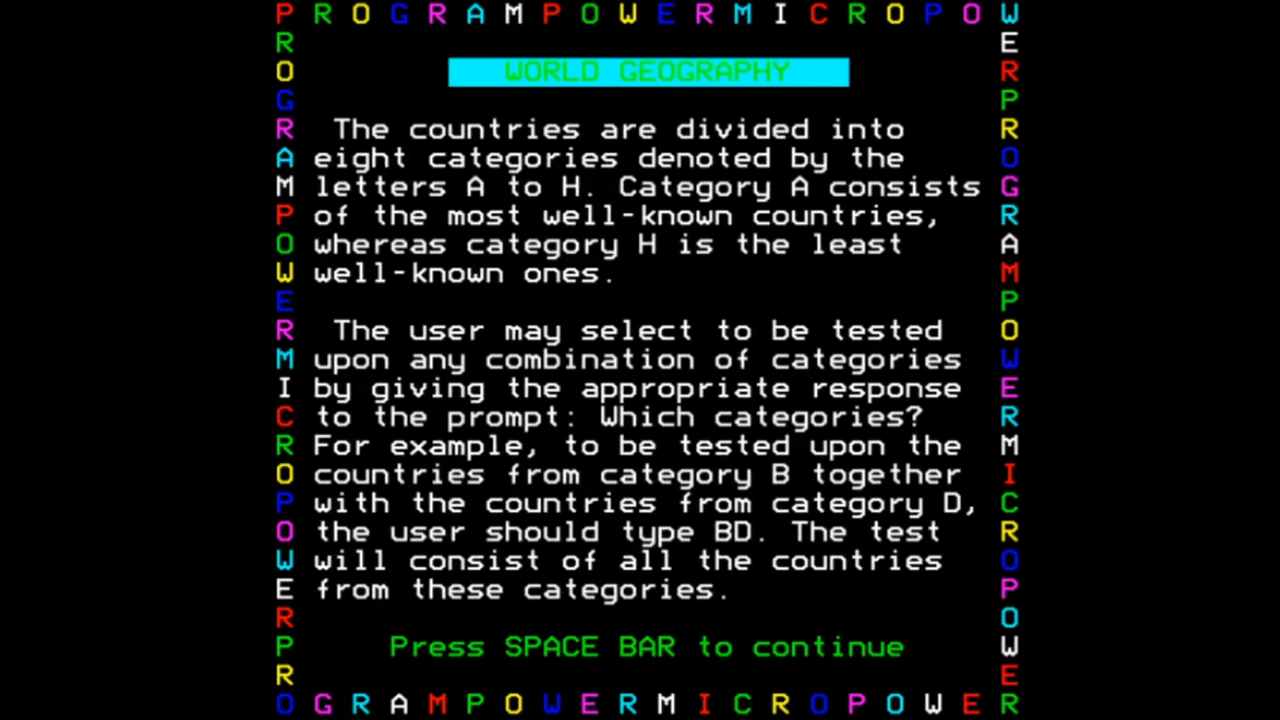 PROGRAMPOWERMICROPOW
PROGRAMPOWERMICROPOWERPRO
WORLD GEOGRAPHY
The countries are divided into
eight categories denoted by the
letters A to H. Category A consists
of the most well-known countries,
whereas category H is the least
well-known ones.
The user may select to be tested
upon any combination of categories
by giving the appropriate response
to the prompt: Which categories?
For example, to be tested upon the
countries from category B together
with the countries from category D,
the user should type BD. The test
will consist of all the countries
from these categories.
Press SPACE BAR to continue
WERPROGRAMPOWERMICROPOWER
OGRAMPOWERMICROPOWER